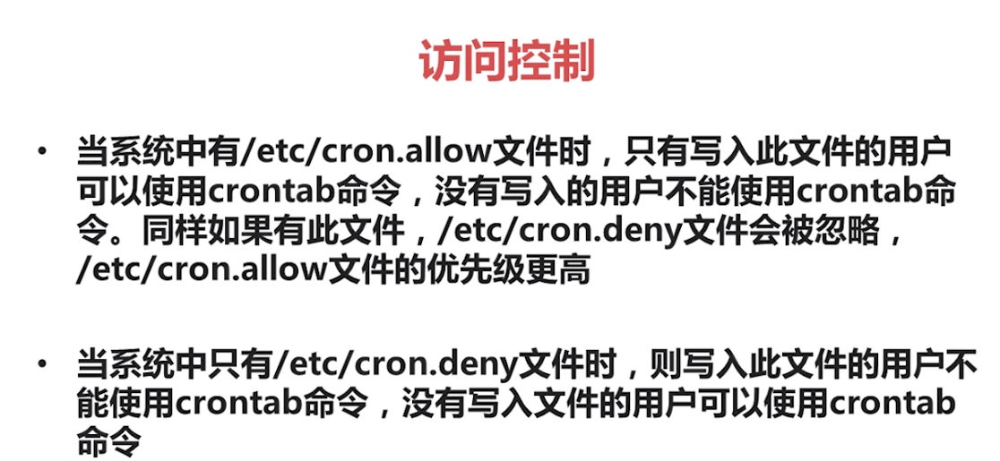 访问控制
• 当系统中有/etc/cron.allow文件时，只有写入此文件的用户
可以使用crontab命令，没有写入的用户不能使用crontab命
令。同样如果有此文件，/etc/cron.deny文件会被忽略，
/etc/cron.allow文件的优先级更高
• 当系统中只有/etc/cron.deny文件时，则写入此文件的用户不
能使用crontab命令，没有写入文件的用户可以使用crontab
命令